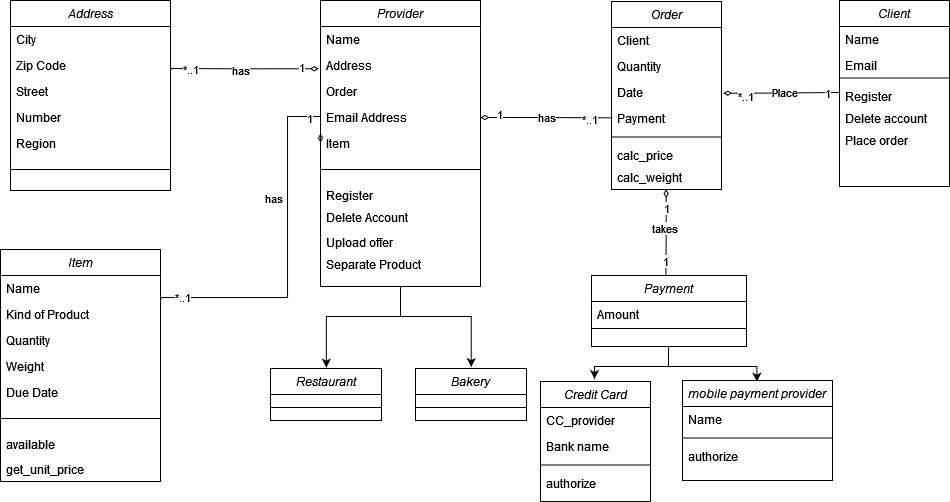 Address
City
Zip Code
Street
Number
Region
*..1
has
1
Provider
Name
Address
Order
Email Address
Item
Register
Delete Account
Upload offer
Separate Product
1
has
*..1
Order
Client
Quantity
Date
Payment
calc_price
calc_weight
*..1
Place
1
Client
Name
Email
Register
Delete account
Place order
1
has
*..1
Item
Name
Kind of Product
Quantity
Weight
Due Date
available
get_unit_price
Restaurant
Bakery
1
takes
1
Payment
Amount
Credit Card
CC_provider
Bank name
authorize
mobile payment provider
Name
authorize